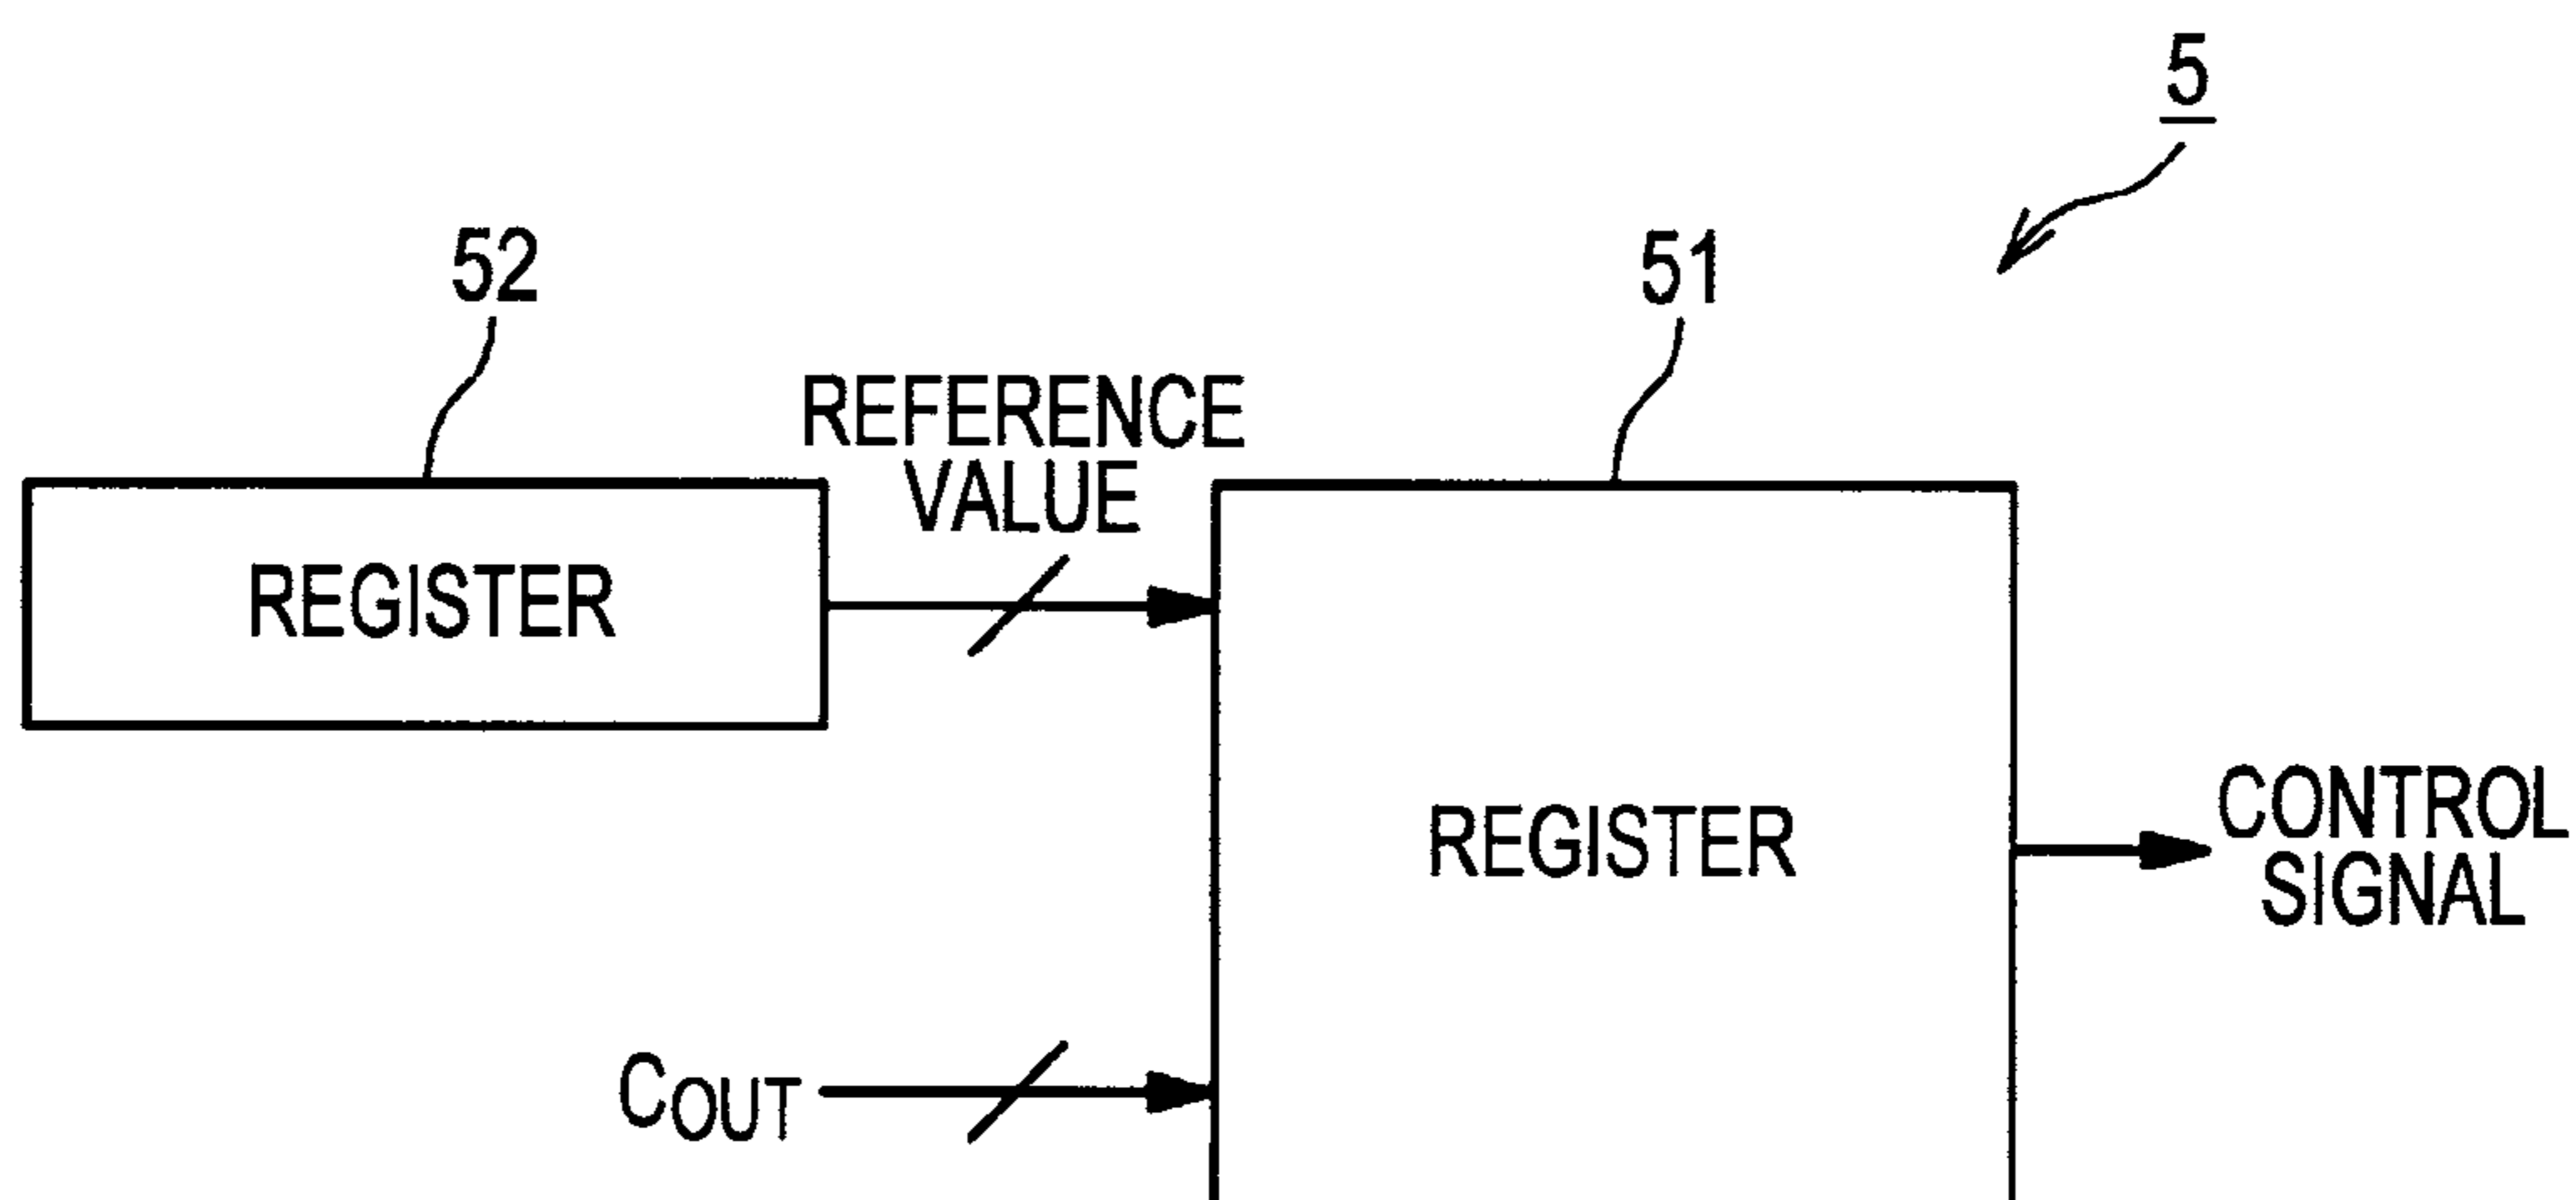 5
52
51
REFERENCE
VALUE
REGISTER
REGISTER
CONTROL
SIGNAL
COUT